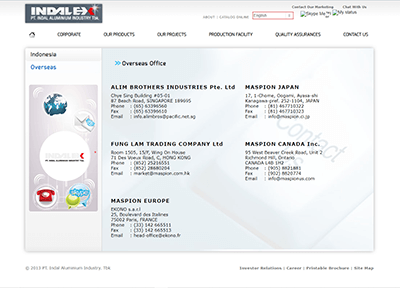 INDALEX
PT. INDAL ALUMINIUM INDUSTRY Tbk.
Contact Our Marketing
Chat With Us
ABOUT | CATALOG ONLINE
English
Skype Me
My status
CORPORATE
OUR PRODUCTS
OUR PROJECTS
PRODUCTION FACILITY
QUALITY ASSURANCES
CONTACT US
Indonesia
Overseas
Overseas Office
ALIM BROTHERS INDUSTRIES Pte. Ltd
Chye Sing Building #05-01
87 Beach Road, SINGAPORE 189695
Phone : (65) 63396568
Fax : (65) 63396610
Email : info.alimbros@pacific.net.sg
MASPION JAPAN
17, 1-Chome, Oogami, Ayase-shi
Kanagawa-pref. 252-1104, JAPAN
Phone : (81) 467710322
Fax : (81) 467710323
Email : info@maspion.co.jp
FUNG LAM TRADING COMPANY Ltd
Room 1505, 15/F, Wing On House
71 Des Voeux Road, C, HONG KONG
Phone : (852) 25216551
Fax : (852) 28680256
Email : market@maspion.com.hk
MASPION CANADA Inc.
95 West Beaver Creek Road, Unit 2
Richmond Hill, Ontario
CANADA L4B 1H2
Phone : (905) 8821881
Fax : (902) 8820774
Email : info@maspionus.com
MASPION EUROPE
EKONO s.a.r.l
25, Boulevard des Italines
75002 Paris, FRANCE
Phone : (33) 142 665511
Fax : (33) 142 665513
Email : head-office@ekono.fr
© 2013 PT. Indal Aluminium Industry. Tbk
Investor Relations | Career | Printable Brochure | Site Map